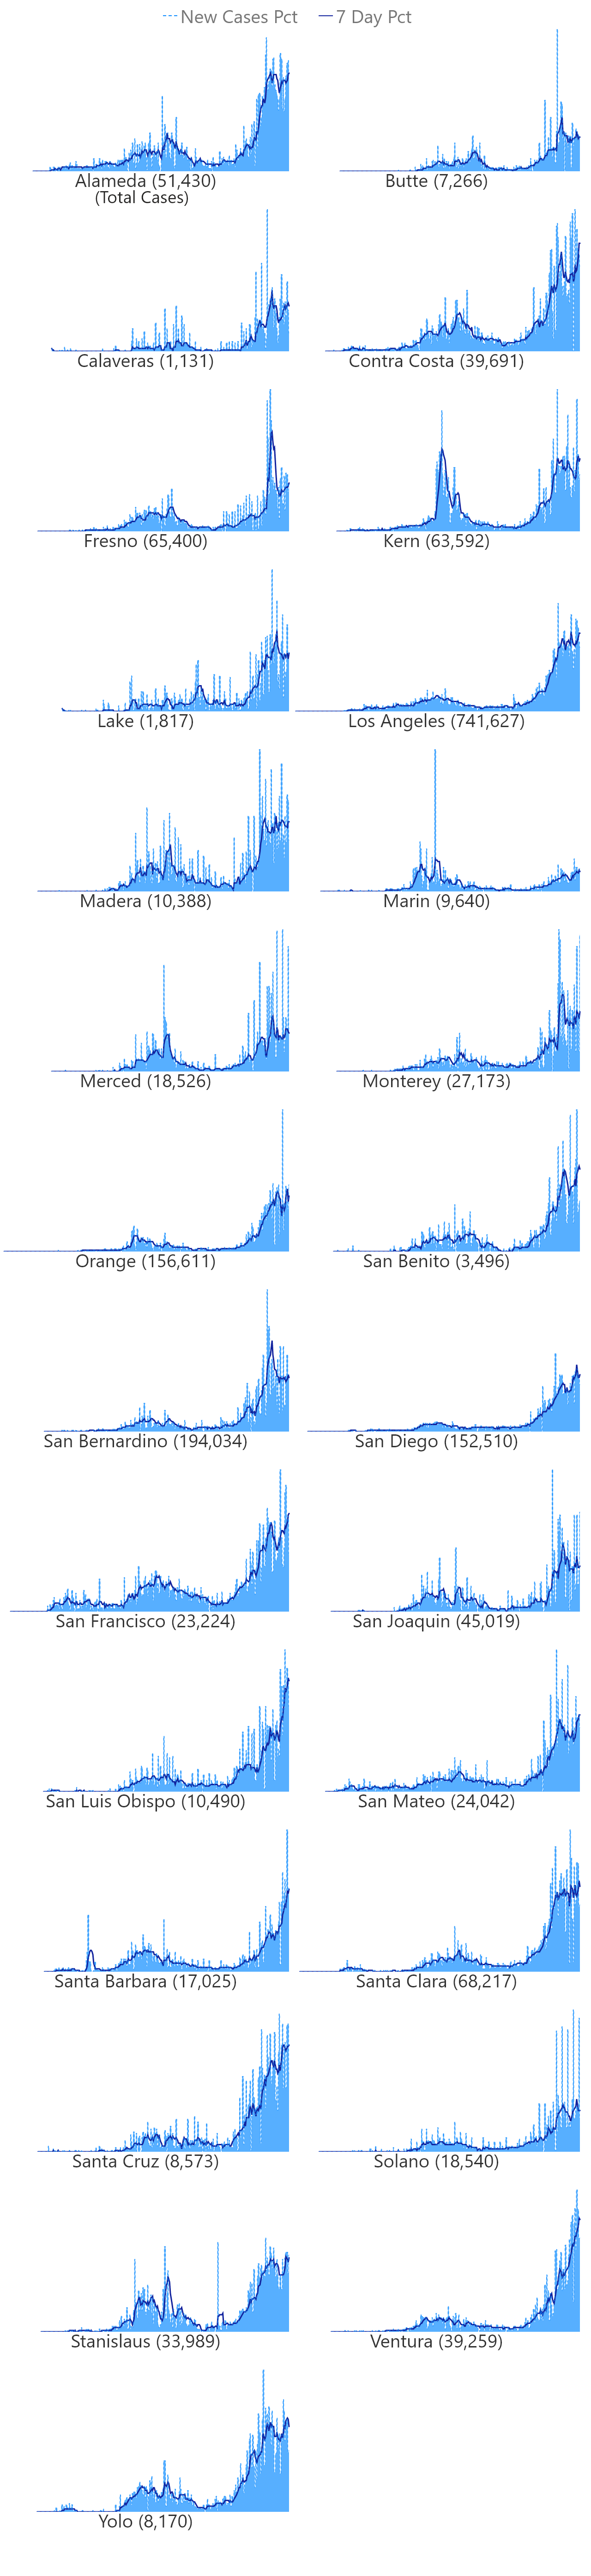 New Cases Pct 7 Day Pct
Alameda (51,430) Butte (7,266)
(Total Cases)
Calaveras (1,131) Contra Costa (39,691)
Fresno (65,400) Kern (63,592)
Lake (1,817) Los Angeles (741,627)
Madera (10,388) Marin (9,640)
Merced (18,526) Monterey (27,173)
Orange (156,611) San Benito (3,496)
San Bernardino (194,034) San Diego (152,510)
San Francisco (23,224) San Joaquin (45,019)
San Luis Obispo (10,490) San Mateo (24,042)
Santa Barbara (17,025) Santa Clara (68,217)
Santa Cruz (8,573) Solano (18,540)
Stanislaus (33,989) Ventura (39,259)
Yolo (8,170)